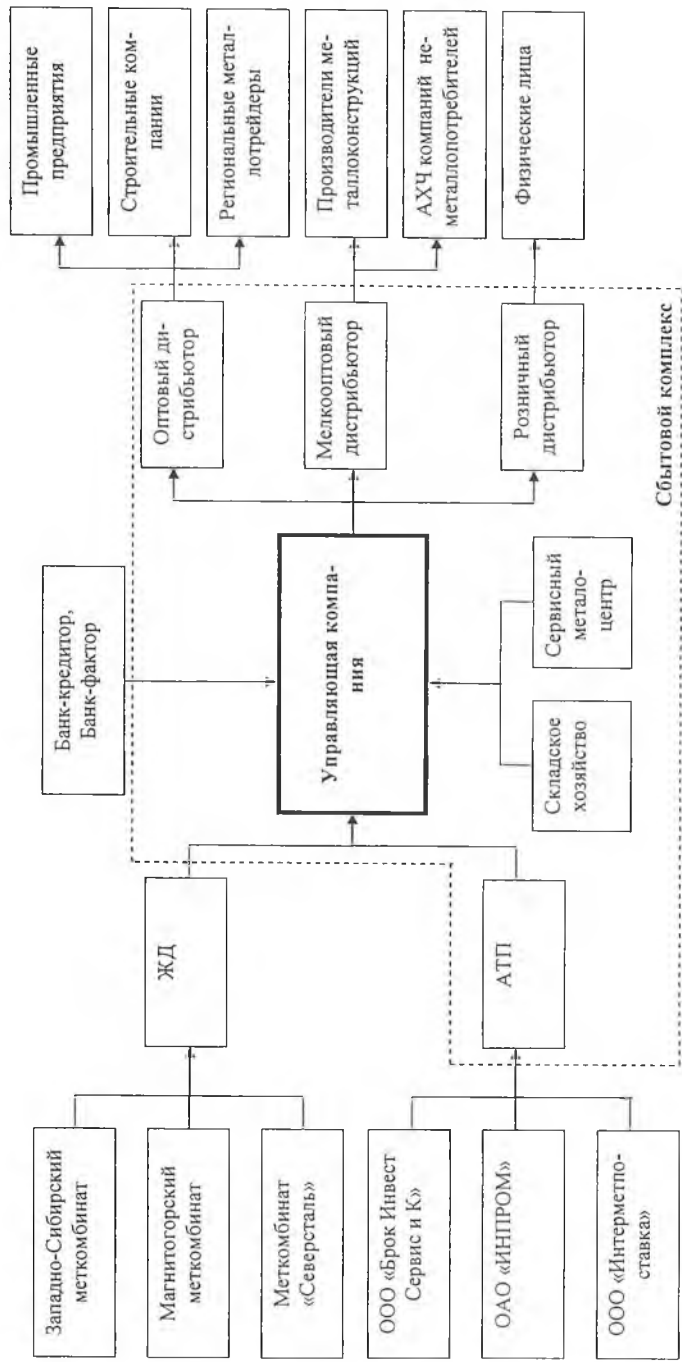 Западно-Сибирский
меткомбинат
Магнитогорский
меткомбинат
Меткомбинат
«Северсталь»
ООО «Брок Инвест
Сервис и К»
ОАО «ИНПРОМ»
ООО «Интерметпо-
ставка»
ЖД
АТП
Банк-кредитор,
Банк-фактор
Управляющая компа-
ния
Складское
хозяйство
Сервисный
метало-
центр
Оптовый ди-
стрибьютор
Мелкооптовый
дистрибьютор
Розничный
дистрибьютор
Сбытовой комплекс
Промышленные
предприятия
Строительные ком-
пании
Региональные метал-
лотрейдеры
Производители ме-
таллоконструкций
АХЧ компаний не-
металлопотребителей
Физические лица